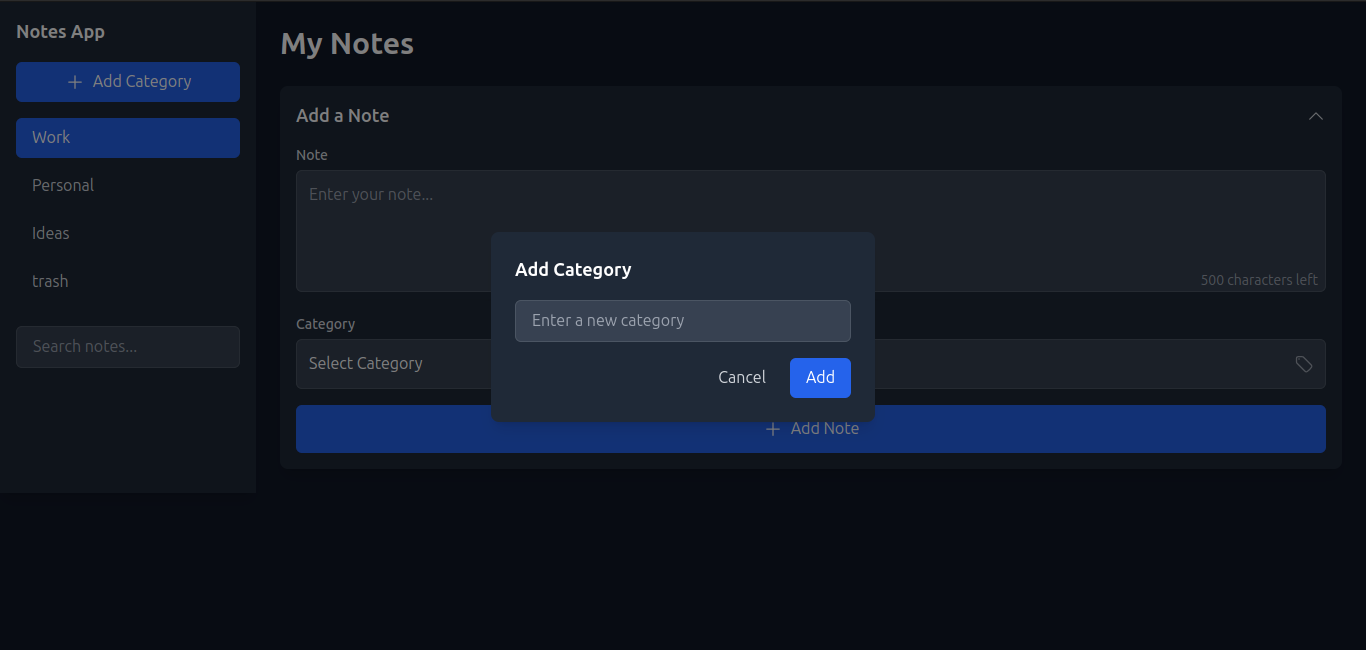 Notes App
Add Category
Work
Personal
Ideas
trash
Search notes...
My Notes
Add a Note
Note
Enter your note...
500 characters left
Category
Select Category
Add Note
Add Category
Enter a new category
Cancel
Add